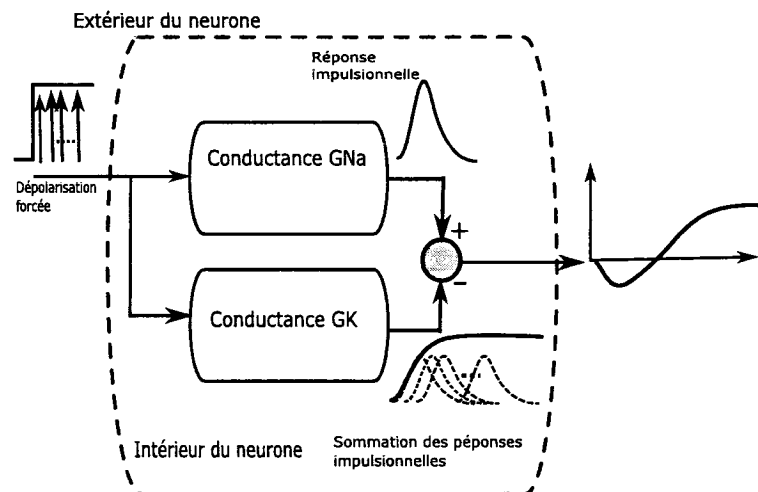 Extérieur du neurone
Réponse
impulsionnelle
Conductance GNa
Dépolarisation
forcée
+
-
Conductance GK
...
Intérieur du neurone
Sommation des péponses
impulsionnelles